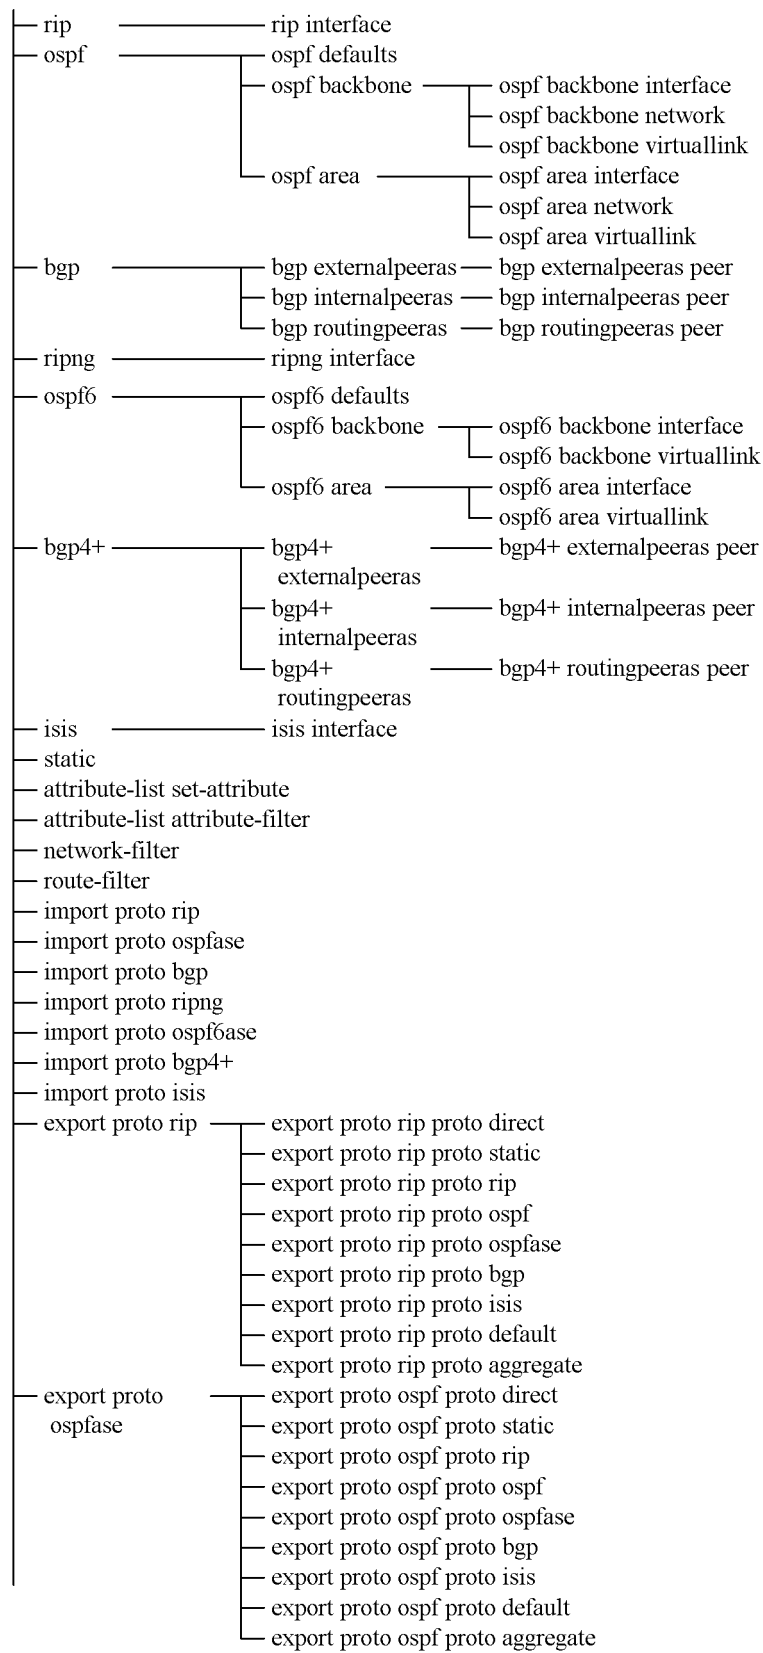 rip rip interface
ospf ospf defaults
ospf backbone ospf backbone interface
ospf backbone network
ospf backbone virtuallink
ospf area ospf area interface
ospf area network
ospf area virtuallink
bgp bgp externalpeeras bgp externalpeeras peer
bgp internalpeeras bgp internalpeeras peer
bgp routingpeeras bgp routingpeeras peer
ripng ripng interface
ospf6 ospf6 defaults
ospf6 backbone ospf6 backbone interface
ospf6 backbone virtuallink
ospf6 area ospf6 area interface
ospf6 area virtuallink
bgp4+ bgp4+ bgp4+ externalpeeras peer
externalpeeras
bgp4+ bgp4+ internalpeeras peer
internalpeeras
bgp4+ bgp4+ routingpeeras peer
routingpeeras
isis isis interface
static
attribute-list set-attribute
attribute-list attribute-filter
network-filter
route-filter
import proto rip
import proto ospfase
import proto bgp
import proto ripng
import proto ospf6ase
import proto bgp4+
import proto isis
export proto rip export proto rip proto direct
export proto rip proto static
export proto rip proto rip
export proto rip proto ospf
export proto rip proto ospfase
export proto rip proto bgp
export proto rip proto isis
export proto rip proto default
export proto rip proto aggregate
export proto export proto ospf proto direct
ospfase export proto ospf proto static
export proto ospf proto rip
export proto ospf proto ospf
export proto ospf proto ospfase
export proto ospf proto bgp
export proto ospf proto isis
export proto ospf proto default
export proto ospf proto aggregate